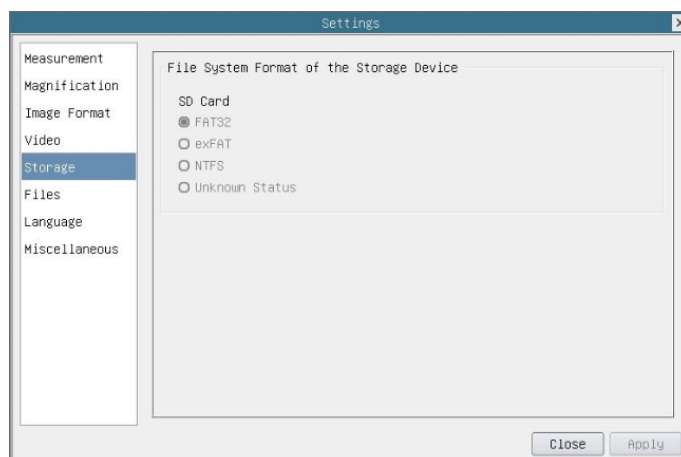 Settings
Measurement
Magnification
Image Format
Video
Storage
Files
Language
Miscellaneous
File System Format of the Storage Device
SD Card
FAT32
exFAT
NTFS
Unknown Status
Close
Apply